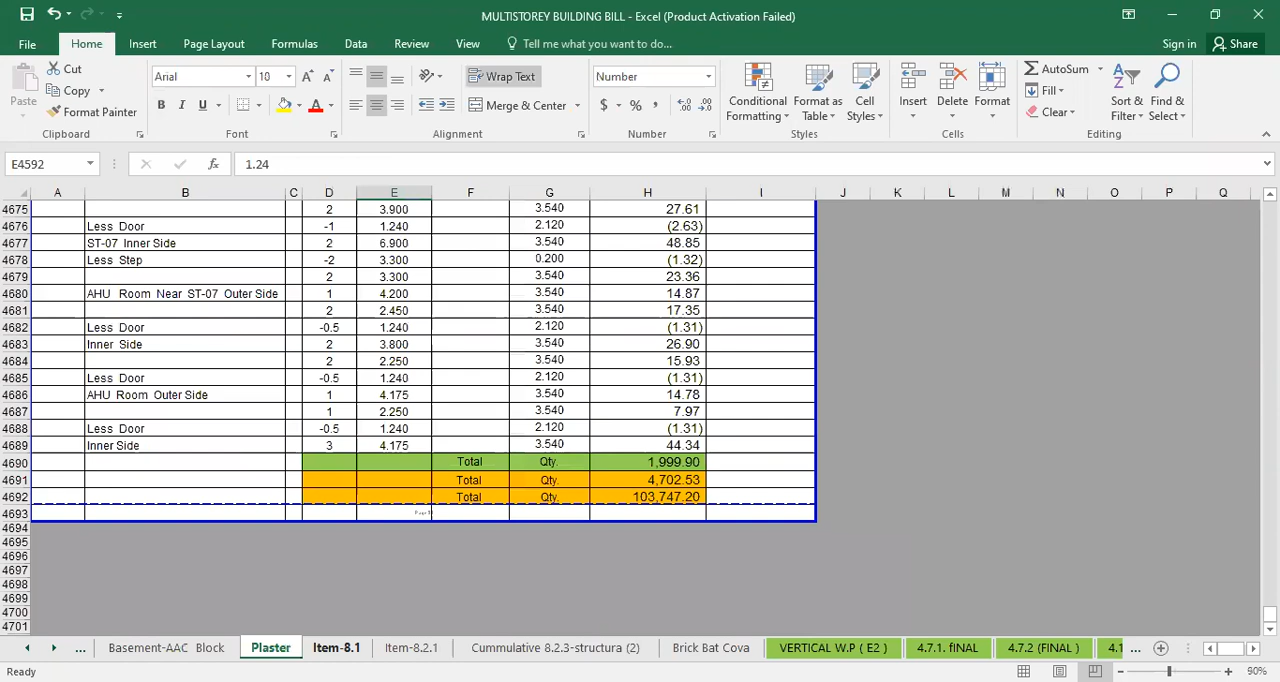 MULTISTOREY BUILDING BILL - Excel (Product Activation Failed)
File Home Insert Page Layout Formulas Data Review View Tell me what you want to do... Sign in Share
Cut
Copy
Format Painter
Paste
Clipboard
Arial 10
B I U
Font
Wrap Text
Merge & Center
Alignment
Number
$ % ,
Number
Conditional Formatting
Format as Table
Cell Styles
Styles
Insert Delete Format
Cells
AutoSum
Fill
Clear
Sort & Filter
Find & Select
Editing
E4592 fx 1.24
A B C D E F G H I J K L M N O P Q
4675 2 3.900 3.540 27.61
4676 Less Door -1 1.240 2.120 (2.63)
4677 ST-07 Inner Side 2 6.900 3.540 48.85
4678 Less Step -2 3.300 0.200 (1.32)
4679 2 3.300 3.540 23.36
4680 AHU Room Near ST-07 Outer Side 1 4.200 3.540 14.87
4681 2 2.450 3.540 17.35
4682 Less Door -0.5 1.240 2.120 (1.31)
4683 Inner Side 2 3.800 3.540 26.90
4684 2 2.250 3.540 15.93
4685 Less Door -0.5 1.240 2.120 (1.31)
4686 AHU Room Outer Side 1 4.175 3.540 14.78
4687 1 2.250 3.540 7.97
4688 Less Door -0.5 1.240 2.120 (1.31)
4689 Inner Side 3 4.175 3.540 44.34
4690 Total Qty. 1,999.90
4691 Total Qty. 4,702.53
4692 Total Qty. 103,747.20
4693
4694
4695
4696
4697
4698
4699
4700
4701
... Basement-AAC Block Plaster Item-8.1 Item-8.2.1 Cummulative 8.2.3-structura (2) Brick Bat Cova VERTICAL W.P ( E2 ) 4.7.1. fINAL 4.7.2 (FINAL ) 4.1 ...
Ready 90%